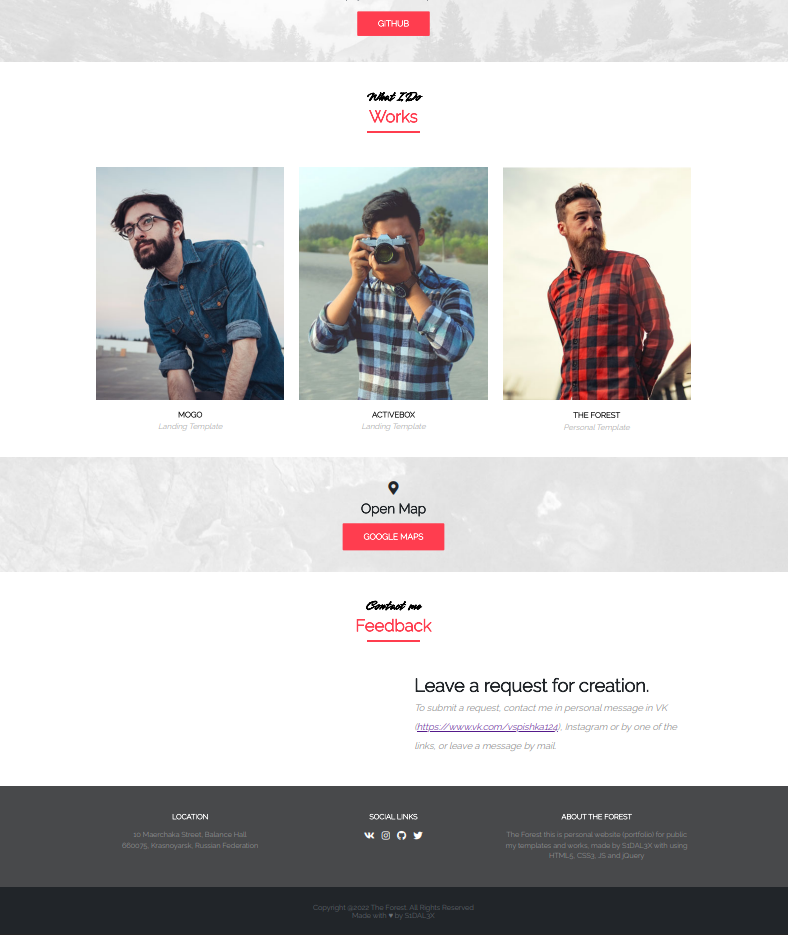 GITHUB
What I Do
Works
MOGO
Landing Template
ACTIVEBOX
Landing Template
THE FOREST
Personal Template
Open Map
GOOGLE MAPS
Contact me
Feedback
Leave a request for creation.
To submit a request, contact me in personal message in VK
(https://www.vk.com/vspishka124), Instagram or by one of the
links, or leave a message by mail.
LOCATION
10 Maerchaka Street, Balance Hall
660075, Krasnoyarsk, Russian Federation
SOCIAL LINKS
ABOUT THE FOREST
The Forest this is personal website (portfolio) for public
my templates and works, made by S1DAL3X with using
HTML5, CSS3, JS and jQuery
Copyright @2022 The Forest. All Rights Reserved
Made with ♥ by S1DAL3X